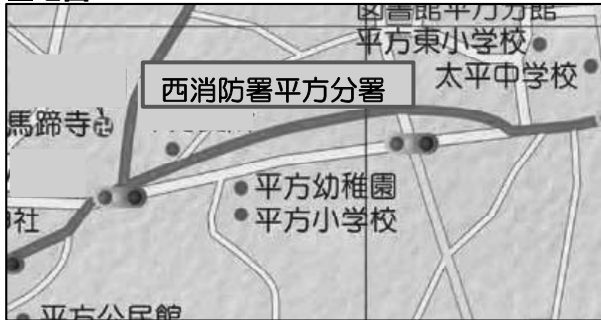 図書館平方分館
平方東小学校
太平中学校
西消防署平方分署
馬蹄寺卍
平方幼稚園
平方小学校
社
平方公民館